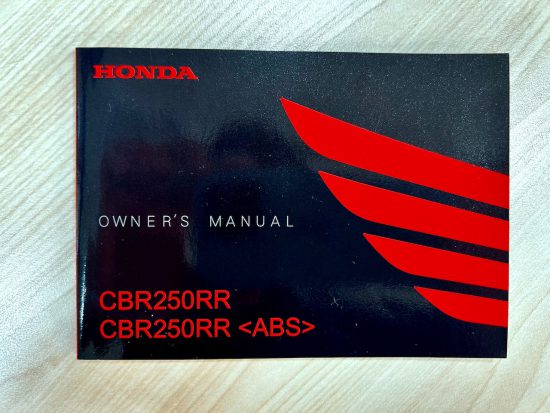 HONDA
OWNER'S MANUAL
CBR250RR
CBR250RR <ABS>